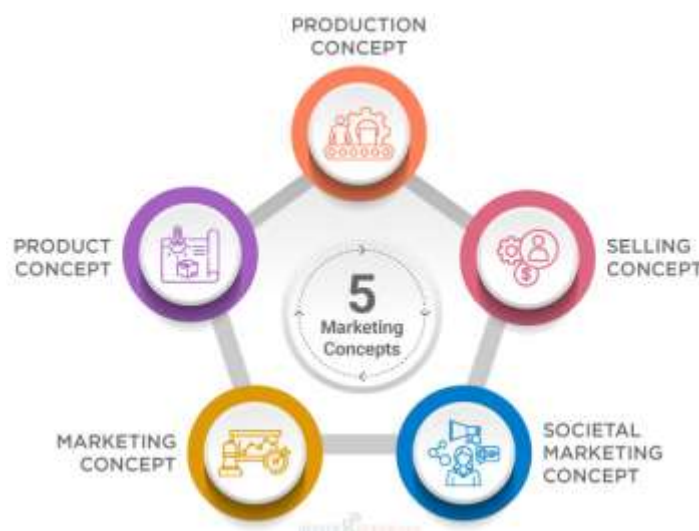 PRODUCTION
CONCEPT
PRODUCT
CONCEPT
SELLING
CONCEPT
5
Marketing
Concepts
MARKETING
CONCEPT
SOCIETAL
MARKETING
CONCEPT
$